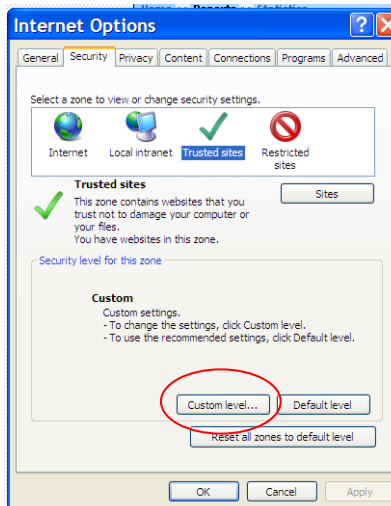 Home :: Reports :: Statistics
Internet Options
General Security Privacy Content Connections Programs Advanced
Select a zone to view or change security settings.
Internet Local intranet Trusted sites Restricted
sites
Trusted sites
Sites
This zone contains websites that you
trust not to damage your computer or
your files.
You have websites in this zone.
Security level for this zone
Custom
Custom settings.
- To change the settings, click Custom level.
- To use the recommended settings, click Default level.
Custom level... Default level
Reset all zones to default level
OK Cancel Apply